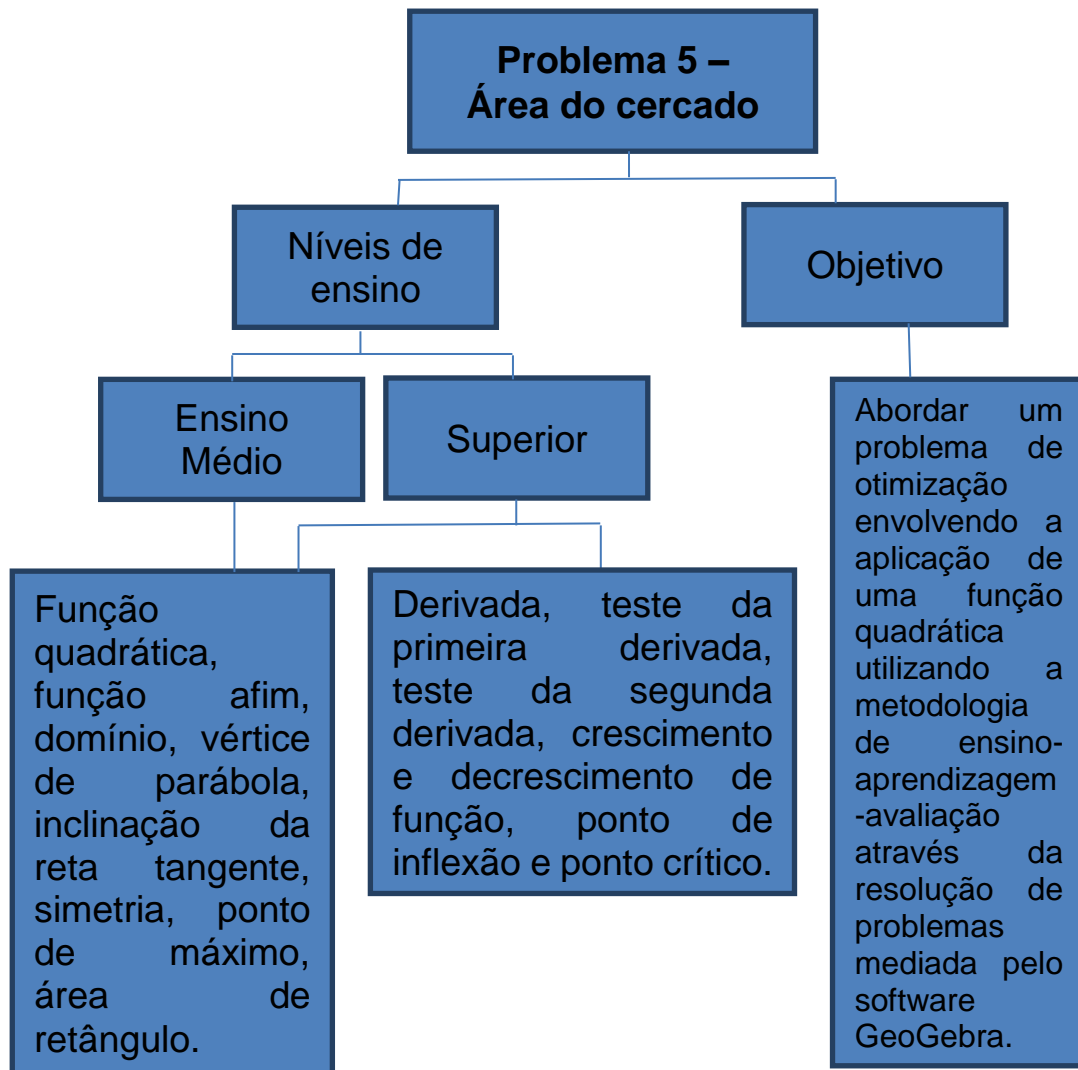 Problema 5 –
Área do cercado
Níveis de
ensino
Objetivo
Ensino
Médio
Superior
Função
quadrática,
função afim,
domínio, vértice
de parábola,
inclinação da
reta tangente,
simetria, ponto
de máximo,
área de
retângulo.
Derivada, teste da
primeira derivada,
teste da segunda
derivada, crescimento
e decrescimento de
função, ponto de
inflexão e ponto crítico.
Abordar um
problema de
otimização
envolvendo a
aplicação de
uma função
quadrática
utilizando a
metodologia
de ensino-
aprendizagem
-avaliação
através da
resolução de
problemas
mediada pelo
software
GeoGebra.